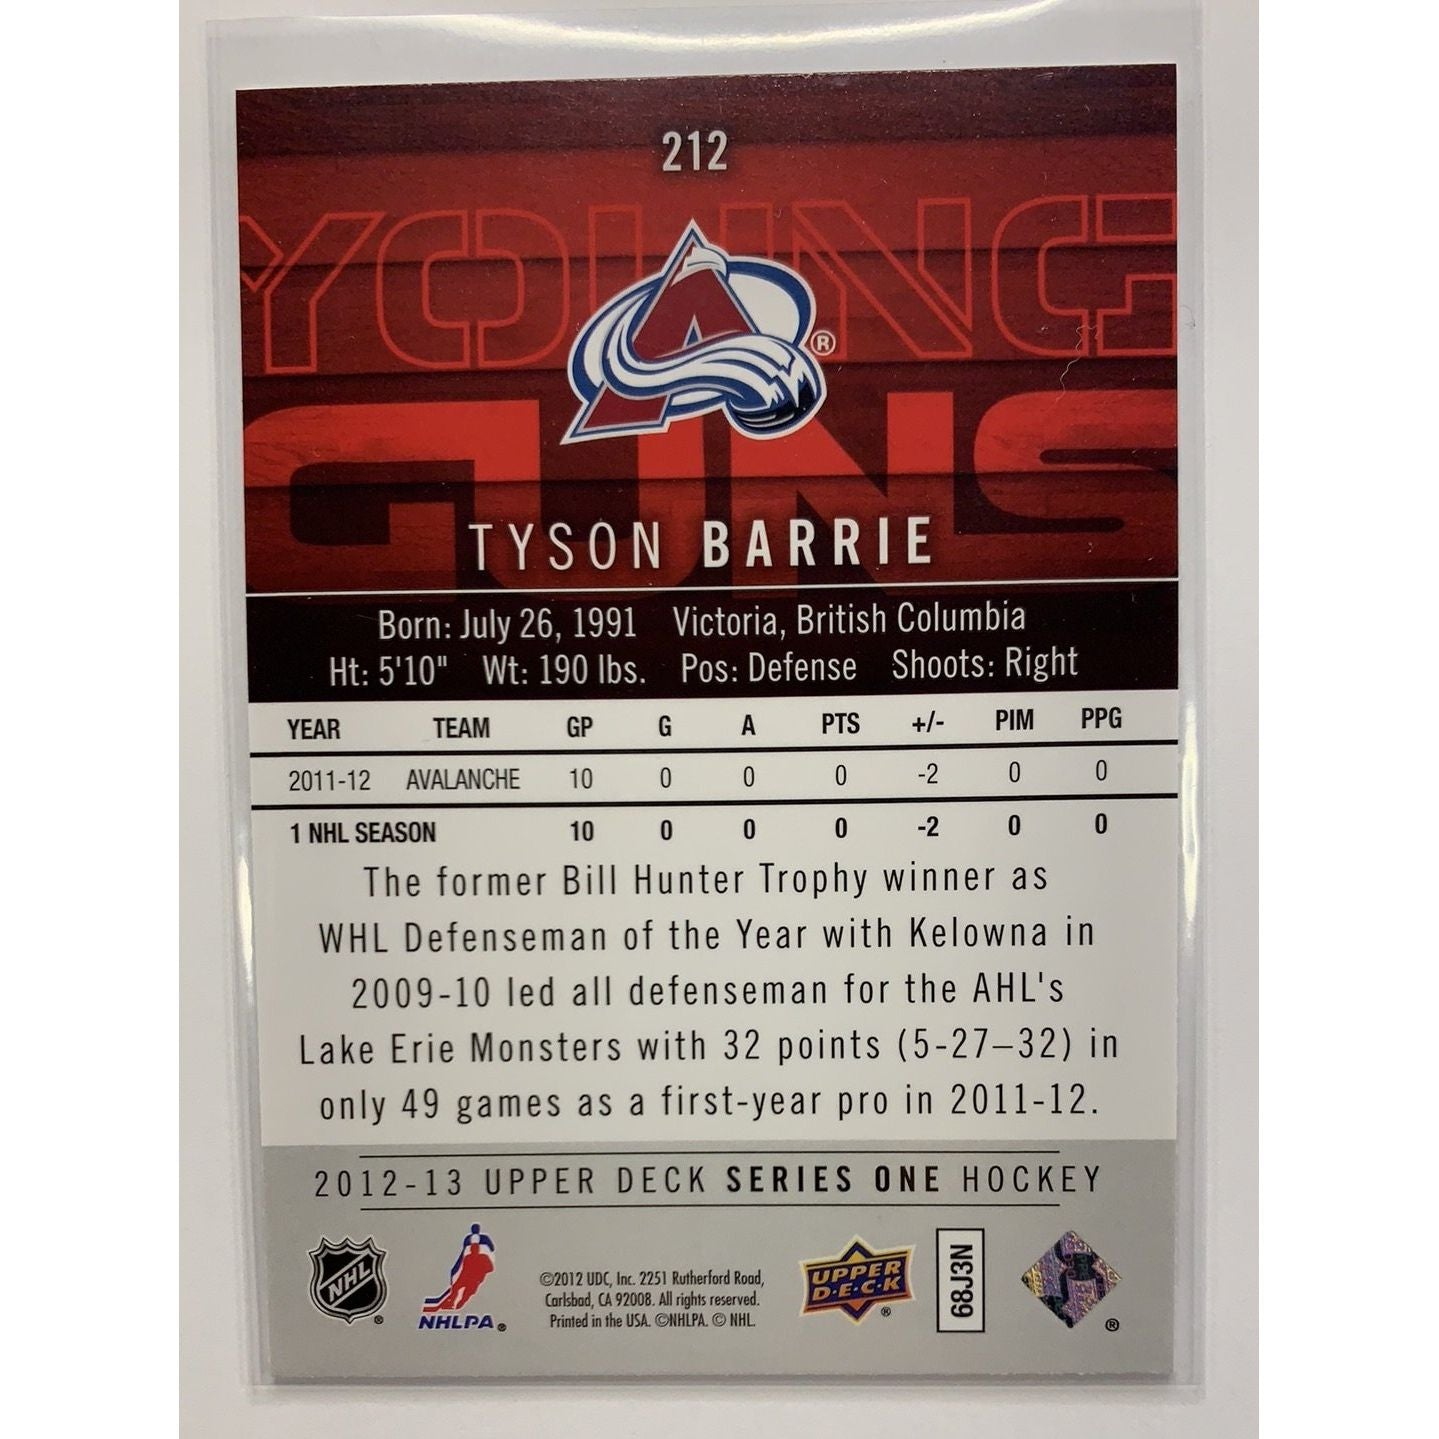 212
YOUNG
GUNS
®
TYSON BARRIE
Born: July 26, 1991 Victoria, British Columbia
Ht: 5'10" Wt: 190 lbs. Pos: Defense Shoots: Right
YEAR TEAM GP G A PTS +/- PIM PPG
2011-12 AVALANCHE 10 0 0 0 -2 0 0
1 NHL SEASON 10 0 0 0 -2 0 0
The former Bill Hunter Trophy winner as
WHL Defenseman of the Year with Kelowna in
2009-10 led all defenseman for the AHL's
Lake Erie Monsters with 32 points (5-27–32) in
only 49 games as a first-year pro in 2011-12.
2012-13 UPPER DECK SERIES ONE HOCKEY
NHL ®
NHLPA ®
©2012 UDC, Inc. 2251 Rutherford Road,
Carlsbad, CA 92008. All rights reserved.
Printed in the USA. ©NHLPA. © NHL.
UPPER
D·E·C·K ®
68J3N
®